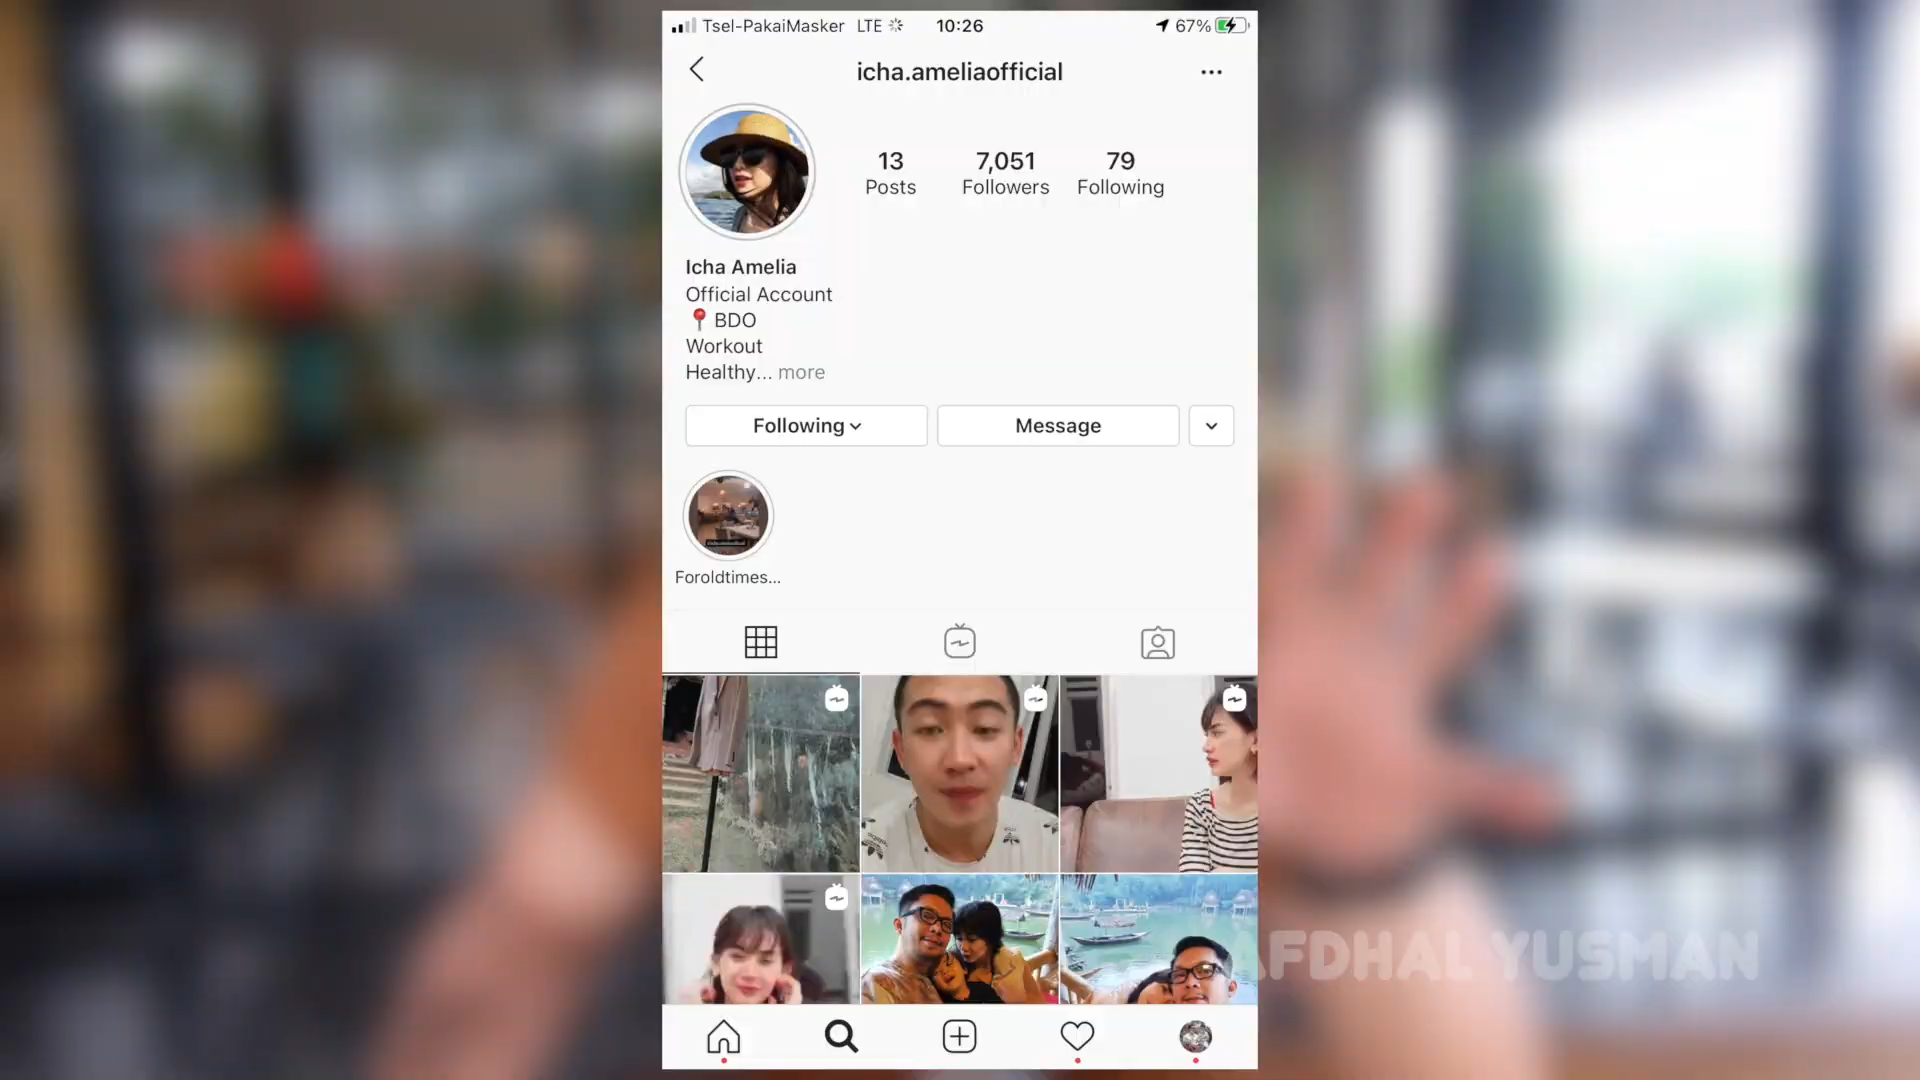 Tsel-PakaiMasker LTE 10:26 67%
icha.ameliaofficial
13 7,051 79
Posts Followers Following
Icha Amelia
Official Account
📍 BDO
Workout
Healthy... more
Following Message
Foroldtimes...
AFDHAL YUSMAN